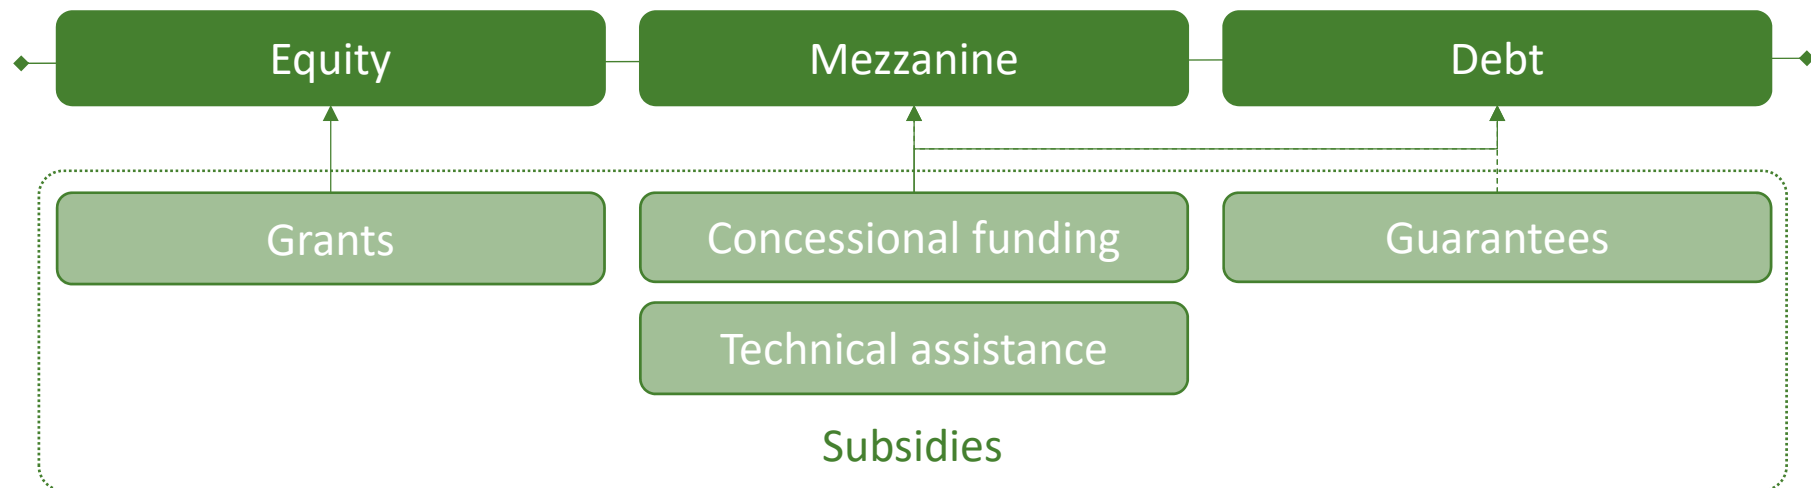 Equity
Mezzanine
Debt
Grants
Concessional funding
Guarantees
Technical assistance
Subsidies